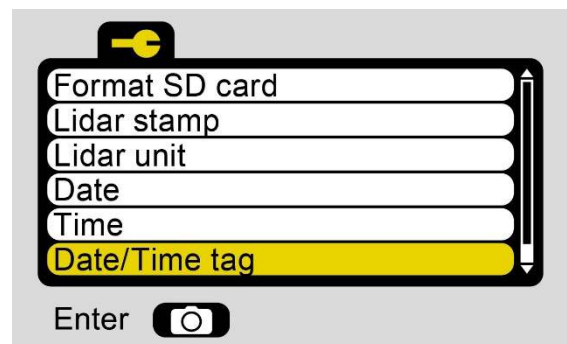 Format SD card
Lidar stamp
Lidar unit
Date
Time
Date/Time tag
Enter